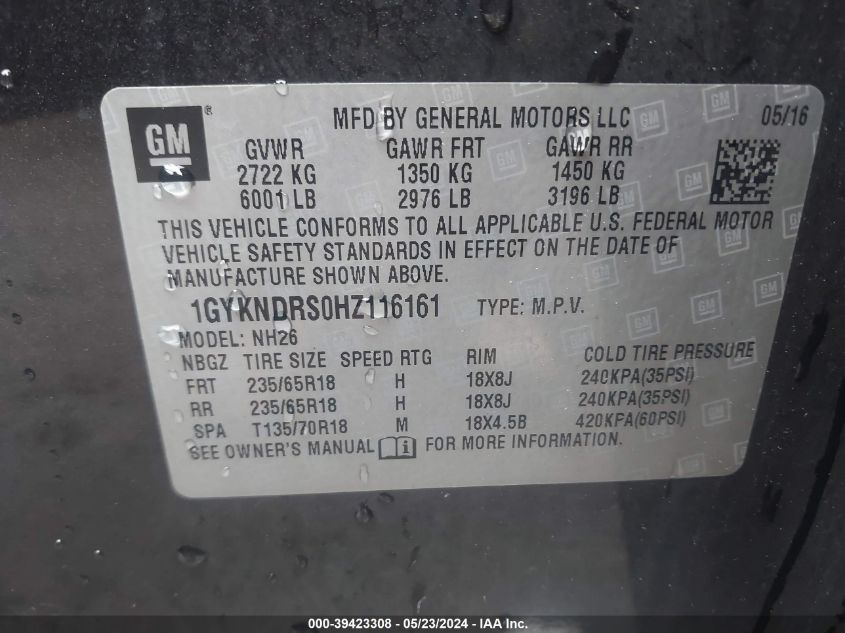 GM ® MFD BY GENERAL MOTORS LLC 05/16
GVWR GAWR FRT GAWR RR
2722 KG 1350 KG 1450 KG
6001 LB 2976 LB 3196 LB
THIS VEHICLE CONFORMS TO ALL APPLICABLE U.S. FEDERAL MOTOR
VEHICLE SAFETY STANDARDS IN EFFECT ON THE DATE OF
MANUFACTURE SHOWN ABOVE.
1GYKNDRS0HZ116161 TYPE: M.P.V.
MODEL: NH26
NBGZ TIRE SIZE SPEED RTG RIM COLD TIRE PRESSURE
FRT 235/65R18 H 18X8J 240KPA(35PSI)
RR 235/65R18 H 18X8J 240KPA(35PSI)
SPA T135/70R18 M 18X4.5B 420KPA(60PSI)
SEE OWNER'S MANUAL FOR MORE INFORMATION.
000-39423308 - 05/23/2024 - IAA Inc.